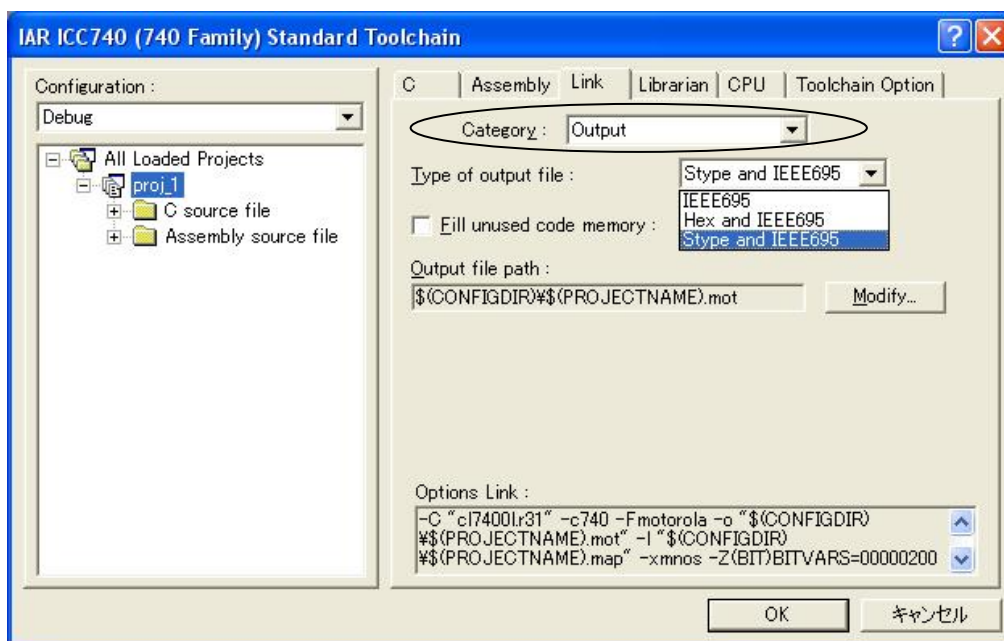 IAR ICC740 (740 Family) Standard Toolchain
Configuration :
Debug
All Loaded Projects
proj_1
C source file
Assembly source file
C Assembly Link Librarian CPU Toolchain Option
Category : Output
Type of output file : Stype and IEEE695
IEEE695
Hex and IEEE695
Stype and IEEE695
Fill unused code memory :
Output file path :
$(CONFIGDIR)¥$(PROJECTNAME).mot Modify...
Options Link :
-C "cl7400l.r31" -c740 -Fmotorola -o "$(CONFIGDIR)
¥$(PROJECTNAME).mot" -l "$(CONFIGDIR)
¥$(PROJECTNAME).map" -xmnos -Z(BIT)BITVARS=00000200
OK キャンセル